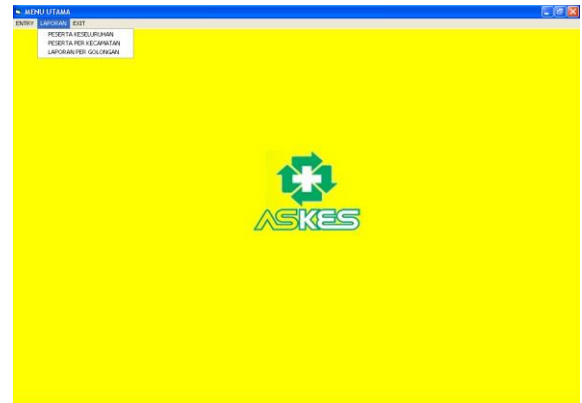 MENU UTAMA
ENTRY LAPORAN EXIT
PESERTA KESELURUHAN
PESERTA PER KECAMATAN
LAPORAN PER GOLONGAN
ASKES